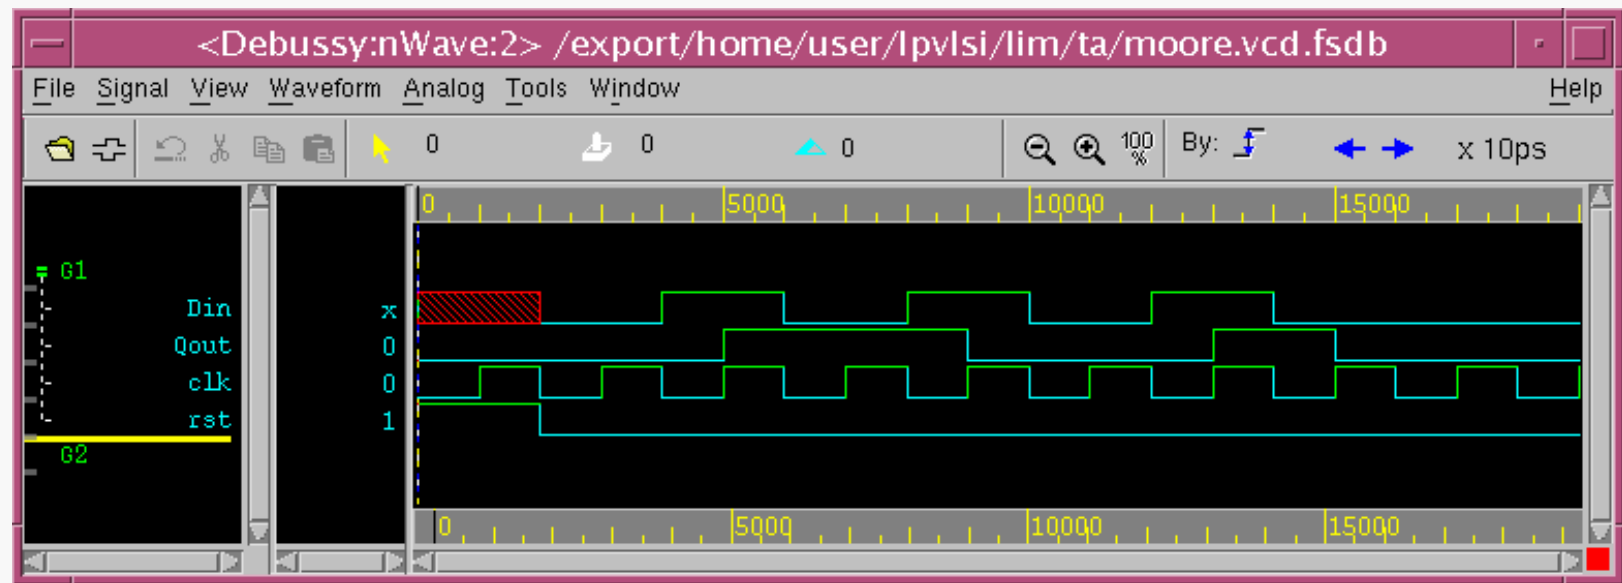 <Debussy:nWave:2> /export/home/user/lpvlsi/lim/ta/moore.vcd.fsdb
File Signal View Waveform Analog Tools Window Help
0 0 0 100 % By: x 10ps
0 5000 10000 15000
G1
Din x
Qout 0
clk 0
rst 1
G2
0 5000 10000 15000